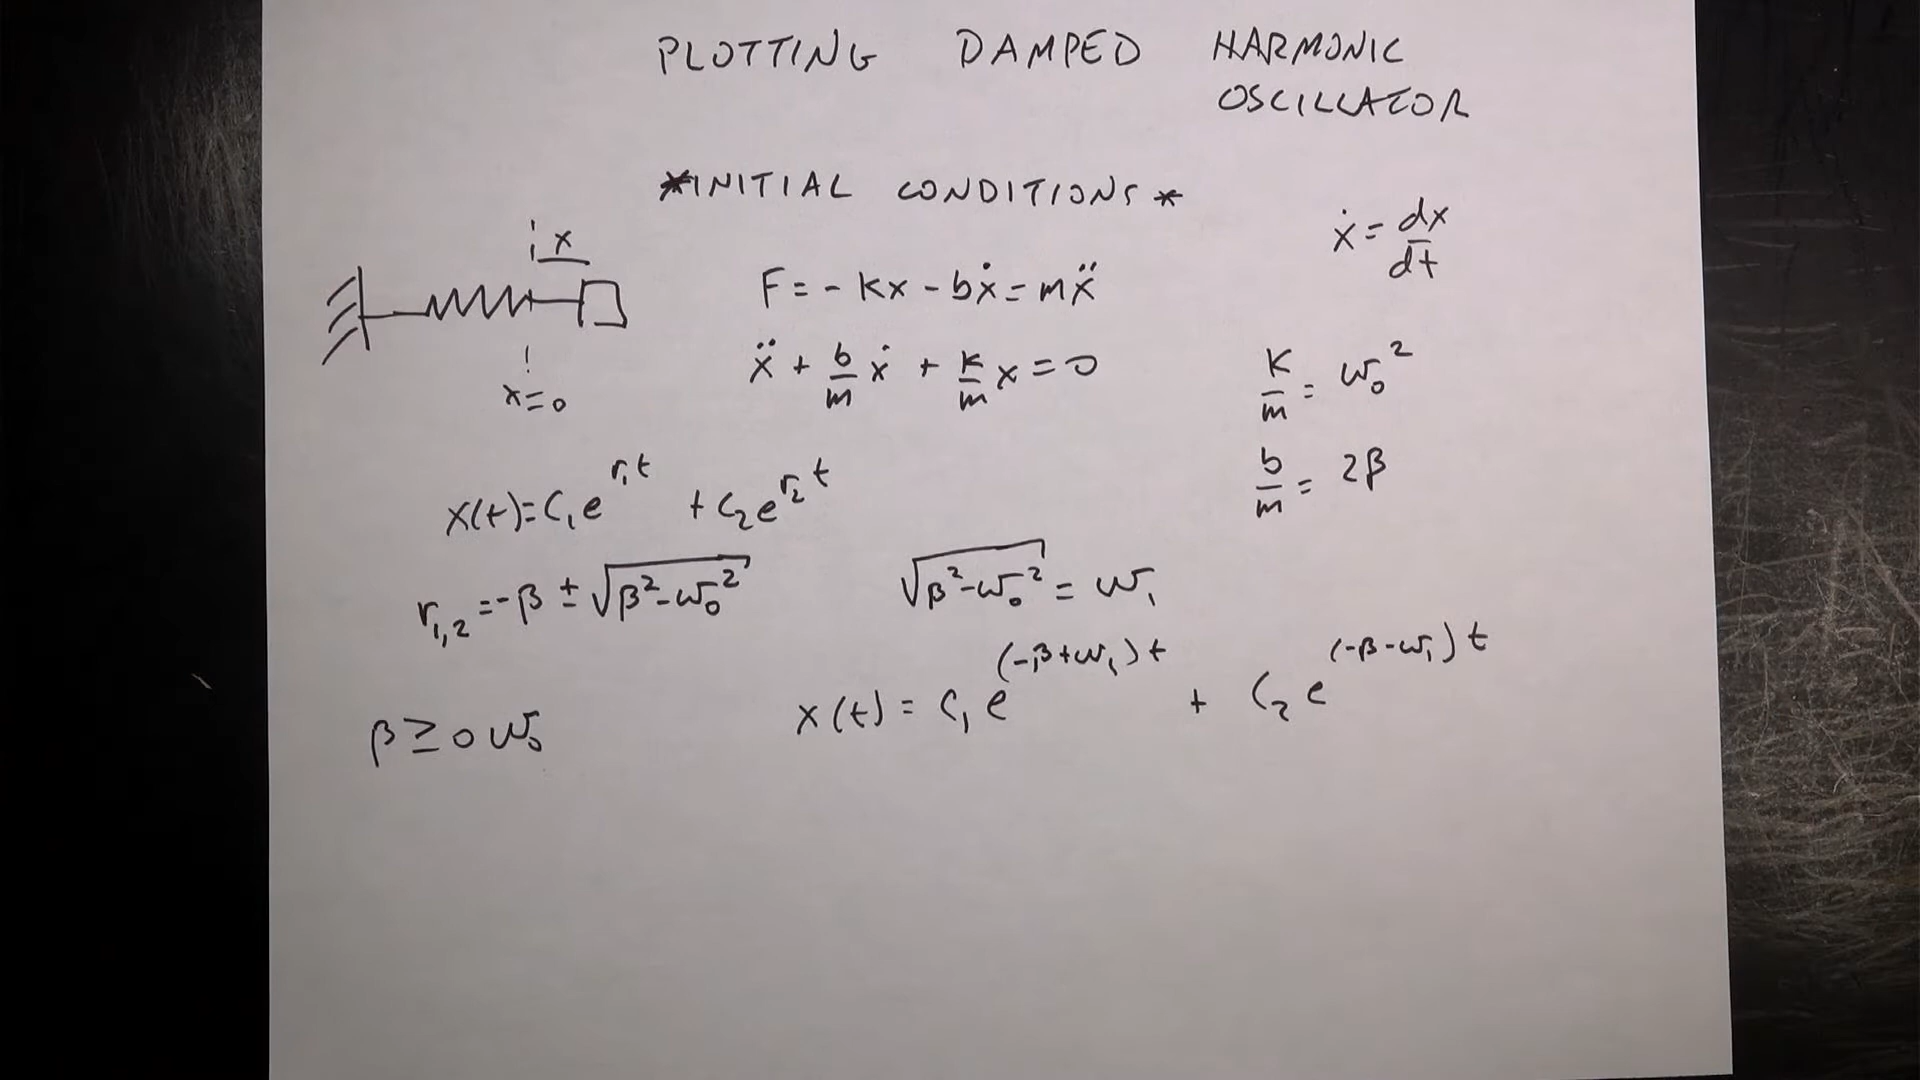 PLOTTING DAMPED HARMONIC
OSCILLATOR
*INITIAL CONDITIONS*
ẋ = dx/dt
x
x=0
F = - kx - bẋ = mẍ
ẍ + b/m ẋ + k/m x = 0
k/m = ω₀²
b/m = 2β
x(t) = C₁e^(r₁t) + C₂e^(r₂t)
r₁,₂ = -β ± √(β²-ω₀²)
√(β²-ω₀²) = ω₁
x(t) = C₁e^((-β+ω₁)t) + C₂e^((-β-ω₁)t)
β ≥ 0 ω₀